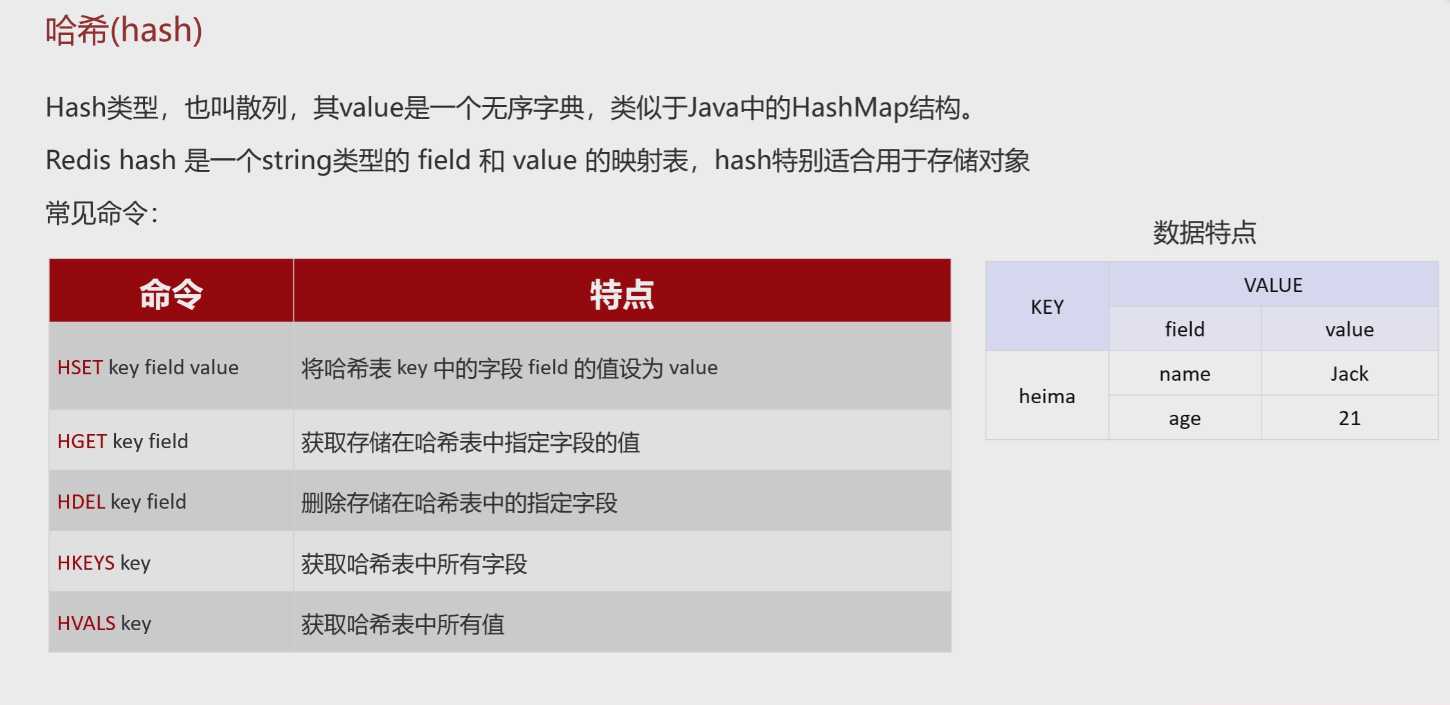 哈希(hash)
Hash类型，也叫散列，其value是一个无序字典，类似于Java中的HashMap结构。
Redis hash 是一个string类型的 field 和 value 的映射表，hash特别适合用于存储对象
常见命令：
命令 特点
HSET key field value 将哈希表 key 中的字段 field 的值设为 value
HGET key field 获取存储在哈希表中指定字段的值
HDEL key field 删除存储在哈希表中的指定字段
HKEYS key 获取哈希表中所有字段
HVALS key 获取哈希表中所有值
数据特点
KEY VALUE
field value
heima name Jack
age 21